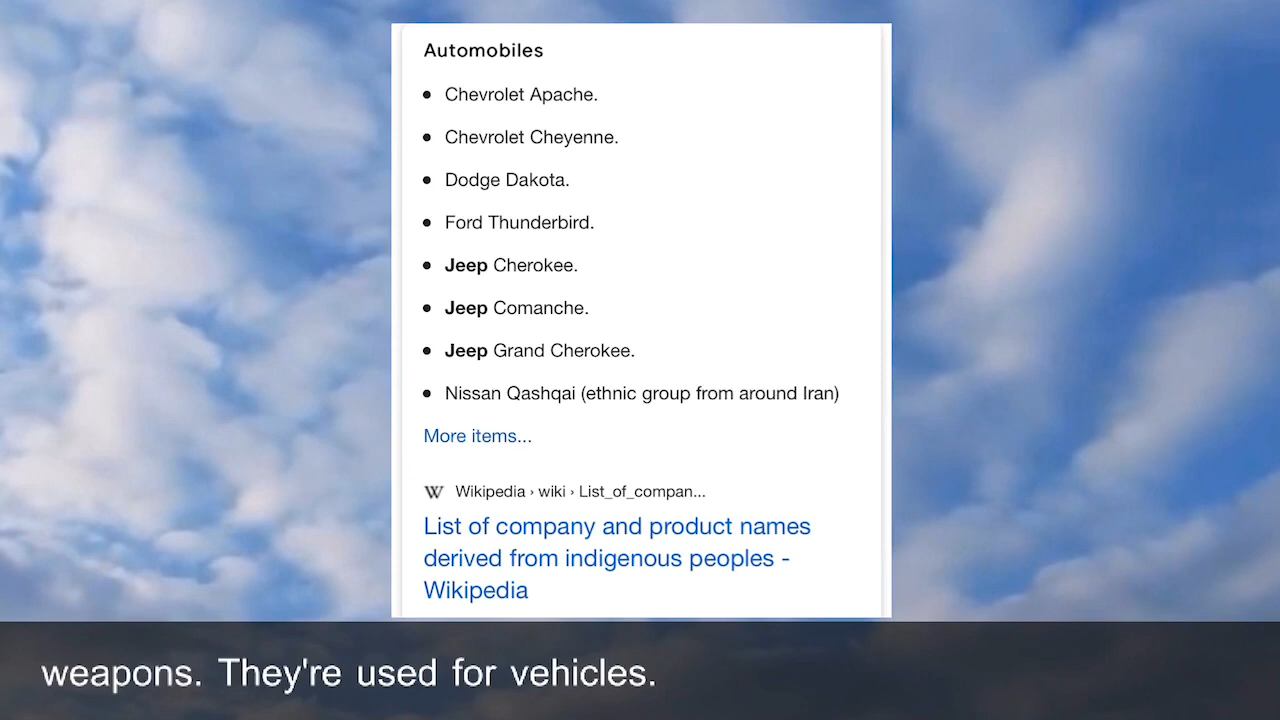 Automobiles
Chevrolet Apache.
Chevrolet Cheyenne.
Dodge Dakota.
Ford Thunderbird.
Jeep Cherokee.
Jeep Comanche.
Jeep Grand Cherokee.
Nissan Qashqai (ethnic group from around Iran)
More items...
W Wikipedia › wiki › List_of_compan...
List of company and product names
derived from indigenous peoples -
Wikipedia
weapons. They're used for vehicles.